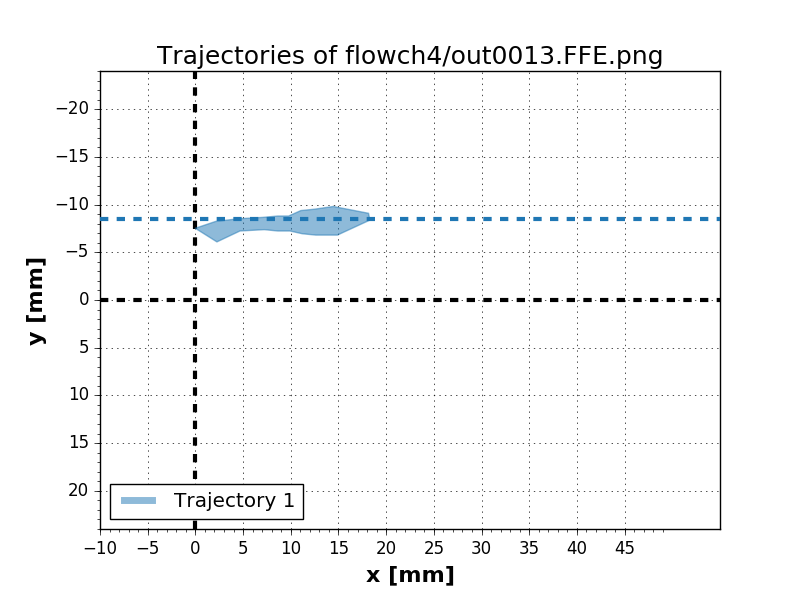 Trajectories of flowch4/out0013.FFE.png
y [mm]
−20
−15
−10
−5
0
5
10
15
20
Trajectory 1
−10 −5 0 5 10 15 20 25 30 35 40 45
x [mm]